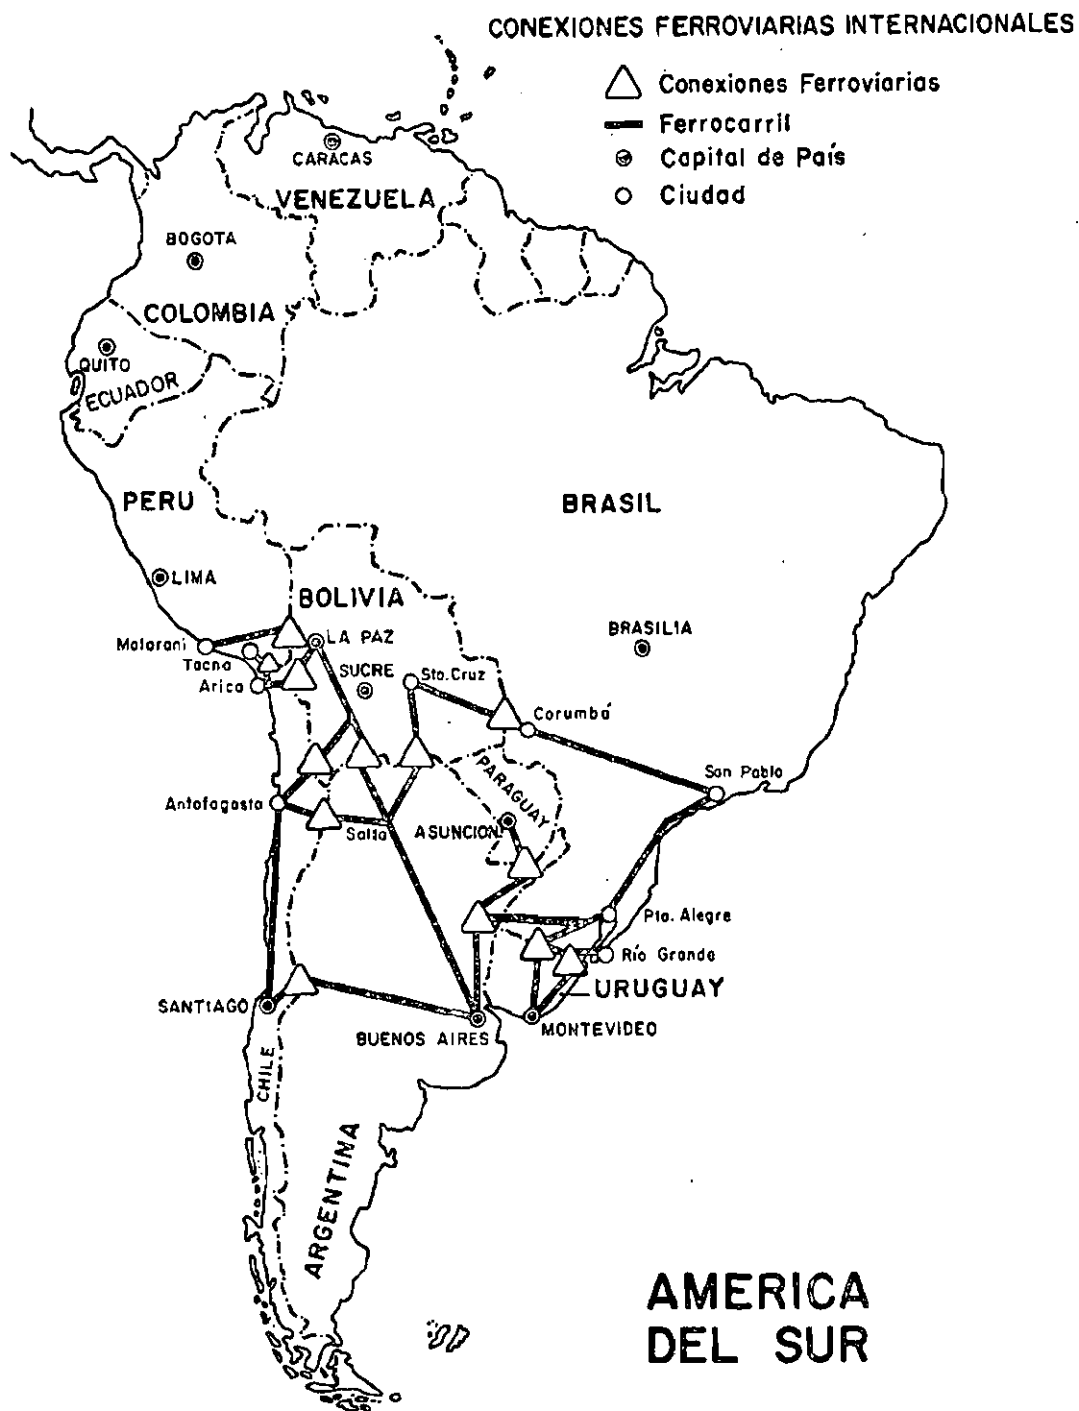 CONEXIONES FERROVIARIAS INTERNACIONALES
Conexiones Ferroviarias
Ferrocarril
Capital de País
Ciudad
CARACAS
VENEZUELA
BOGOTA
COLOMBIA
QUITO
ECUADOR
PERU
BRASIL
LIMA
BOLIVIA
BRASILIA
Matarani
LA PAZ
Tacna
SUCRE
Sto. Cruz
Arica
Corumbá
PARAGUAY
San Pablo
Antofagasta
Salta
ASUNCION
Pto. Alegre
Río Grande
URUGUAY
SANTIAGO
MONTEVIDEO
BUENOS AIRES
CHILE
ARGENTINA
AMERICA
DEL SUR